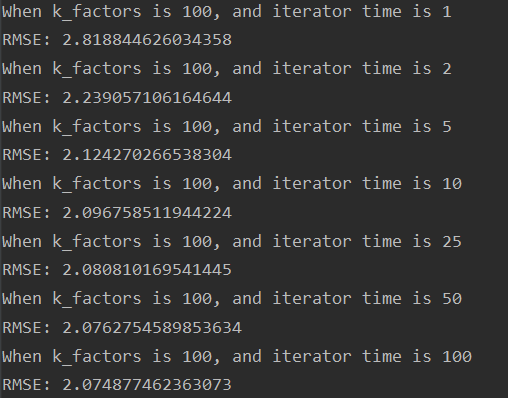 When k_factors is 100, and iterator time is 1
RMSE: 2.818844626034358
When k_factors is 100, and iterator time is 2
RMSE: 2.239057106164644
When k_factors is 100, and iterator time is 5
RMSE: 2.124270266538304
When k_factors is 100, and iterator time is 10
RMSE: 2.096758511944224
When k_factors is 100, and iterator time is 25
RMSE: 2.080810169541445
When k_factors is 100, and iterator time is 50
RMSE: 2.0762754589853634
When k_factors is 100, and iterator time is 100
RMSE: 2.074877462363073